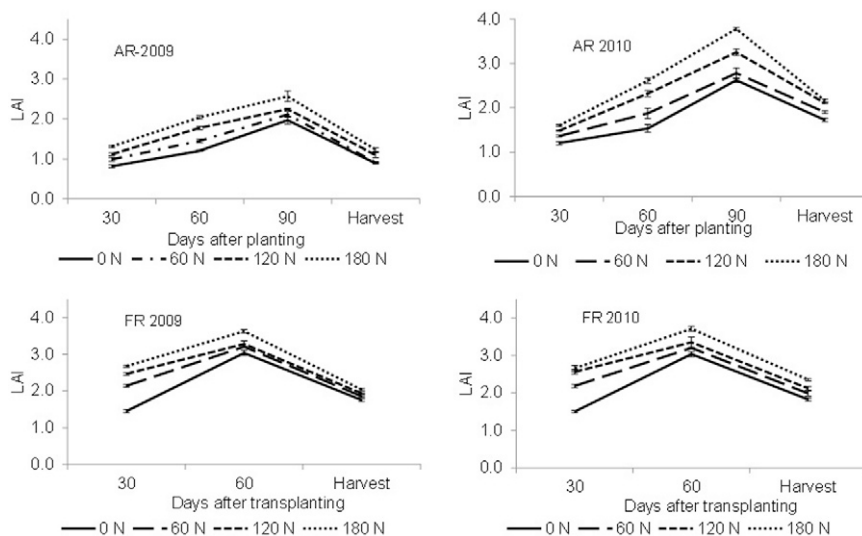 AR-2009
LAI
4.0
3.0
2.0
1.0
0.0
30 60 90 Harvest
Days after planting
0 N 60 N 120 N 180 N
AR 2010
LAI
4.0
3.0
2.0
1.0
0.0
30 60 90 Harvest
Days after planting
0 N 60 N 120 N 180 N
FR 2009
LAI
4.0
3.0
2.0
1.0
0.0
30 60 Harvest
Days after transplanting
0 N 60 N 120 N 180 N
FR 2010
LAI
4.0
3.0
2.0
1.0
0.0
30 60 Harvest
Days after transplanting
0 N 60 N 120 N 180 N